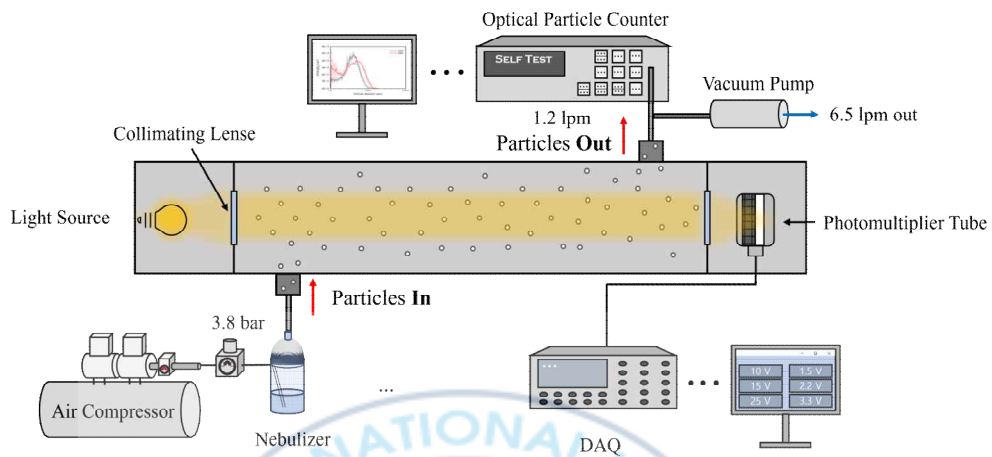 Optical Particle Counter
SELF TEST
Vacuum Pump
1.2 lpm
6.5 lpm out
Particles Out
Collimating Lense
Light Source
Photomultiplier Tube
Particles In
3.8 bar
Air Compressor
Nebulizer
...
DAQ
10 V 1.5 V
15 V 2.2 V
25 V 3.3 V
NATIONAL